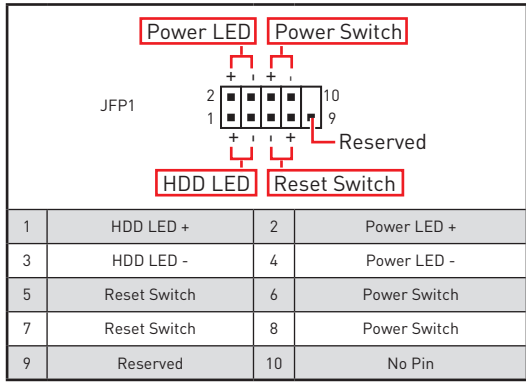 Power LED Power Switch
+ - + -
JFP1
2 10
1 9
+ - - +
Reserved
HDD LED Reset Switch
1 HDD LED + 2 Power LED +
3 HDD LED - 4 Power LED -
5 Reset Switch 6 Power Switch
7 Reset Switch 8 Power Switch
9 Reserved 10 No Pin